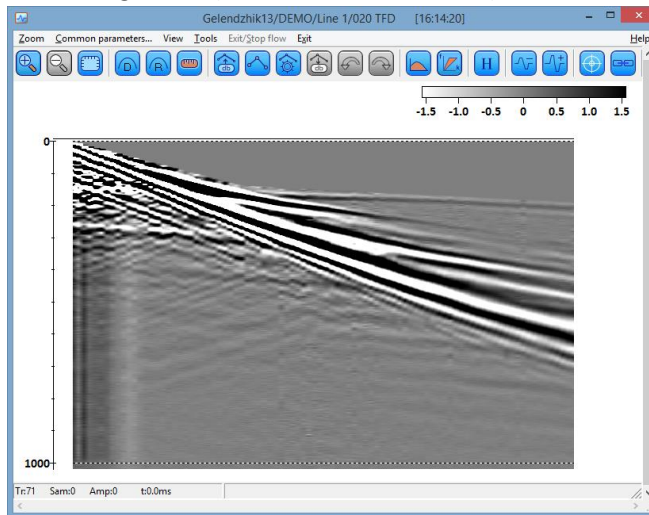 Gelendzhik13/DEMO/Line 1/020 TFD [16:14:20]
Zoom Common parameters... View Tools Exit/Stop flow Exit Help
D R H
-1.5 -1.0 -0.5 0 0.5 1.0 1.5
0
1000
Tr:71 Sam:0 Amp:0 t:0.0ms